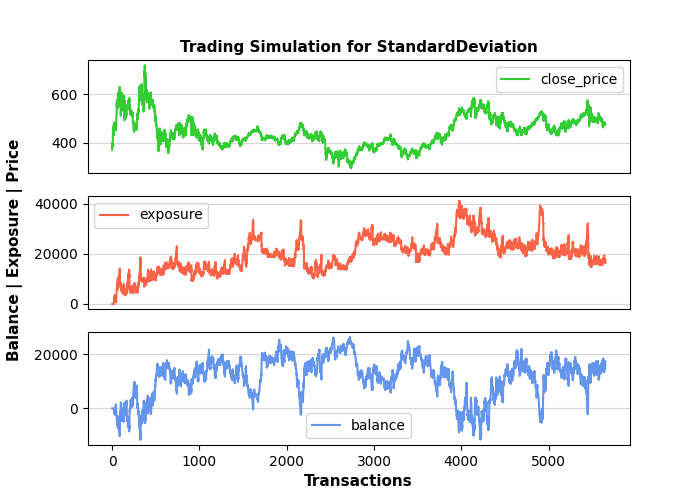 Trading Simulation for StandardDeviation
close_price
600
400
exposure
40000
20000
0
Balance | Exposure | Price
20000
0
balance
0 1000 2000 3000 4000 5000
Transactions